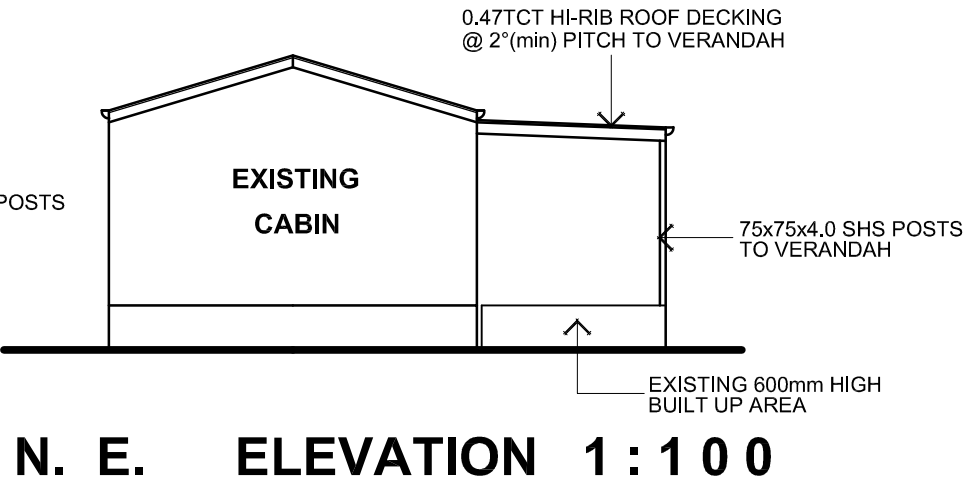 0.47TCT HI-RIB ROOF DECKING
@ 2°(min) PITCH TO VERANDAH
EXISTING
CABIN
POSTS
75x75x4.0 SHS POSTS
TO VERANDAH
EXISTING 600mm HIGH
BUILT UP AREA
N. E. ELEVATION 1:100